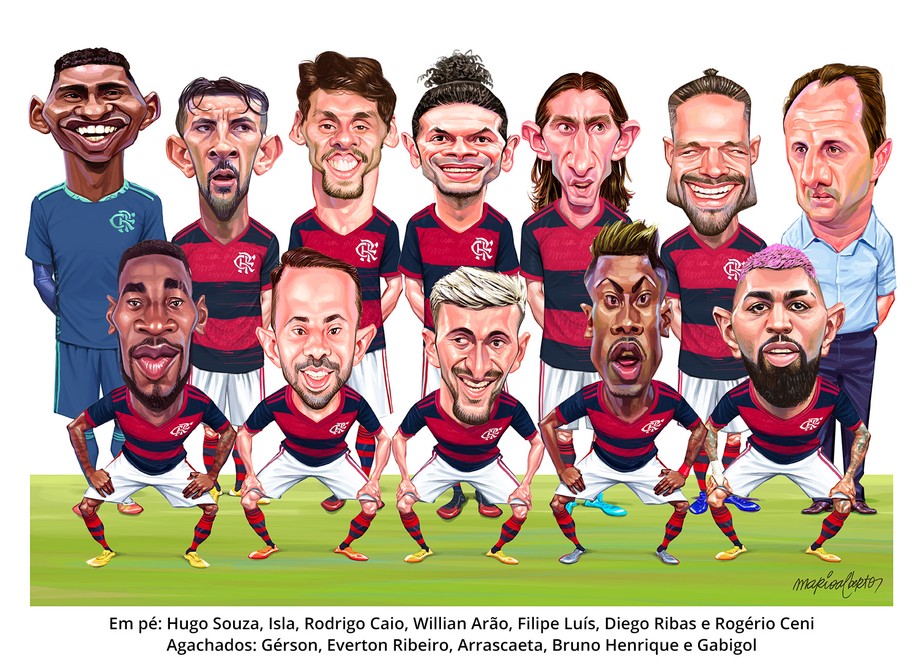 marioalberto
Em pé: Hugo Souza, Isla, Rodrigo Caio, Willian Arão, Filipe Luís, Diego Ribas e Rogério Ceni
Agachados: Gérson, Everton Ribeiro, Arrascaeta, Bruno Henrique e Gabigol